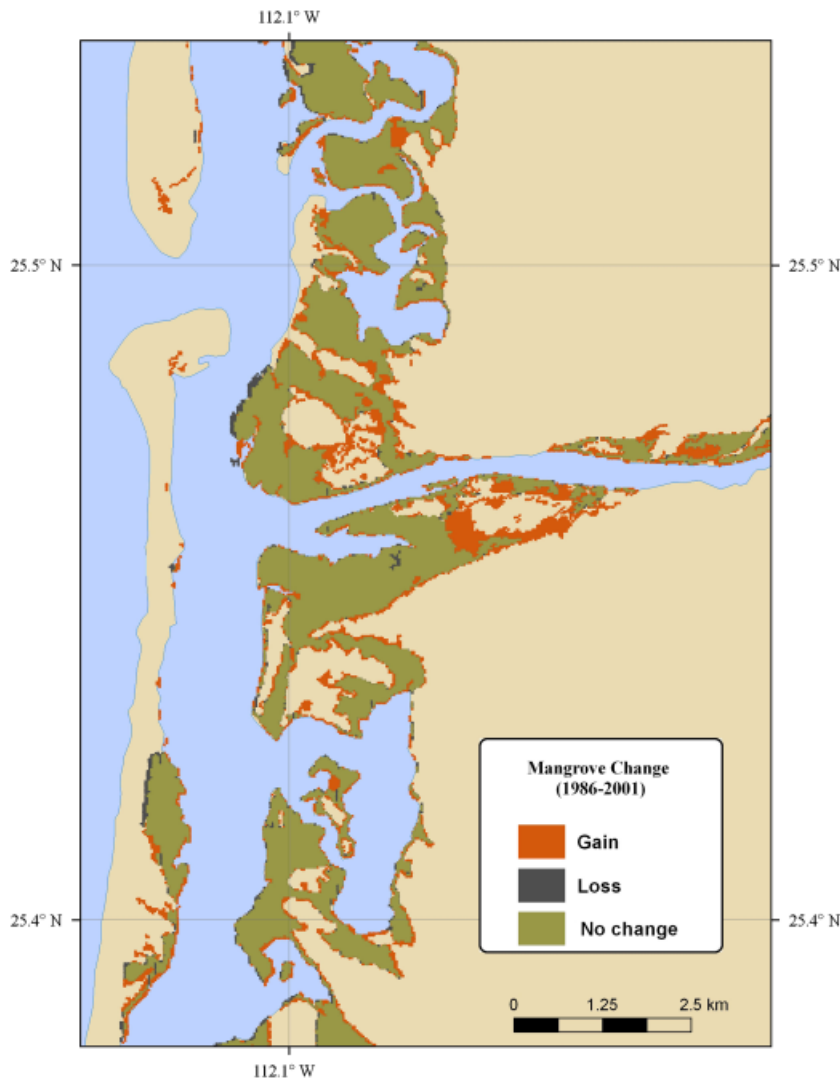 112.1° W
25.5° N
25.5° N
Mangrove Change
(1986-2001)
Gain
Loss
No change
25.4° N
25.4° N
0 1.25 2.5 km
112.1° W